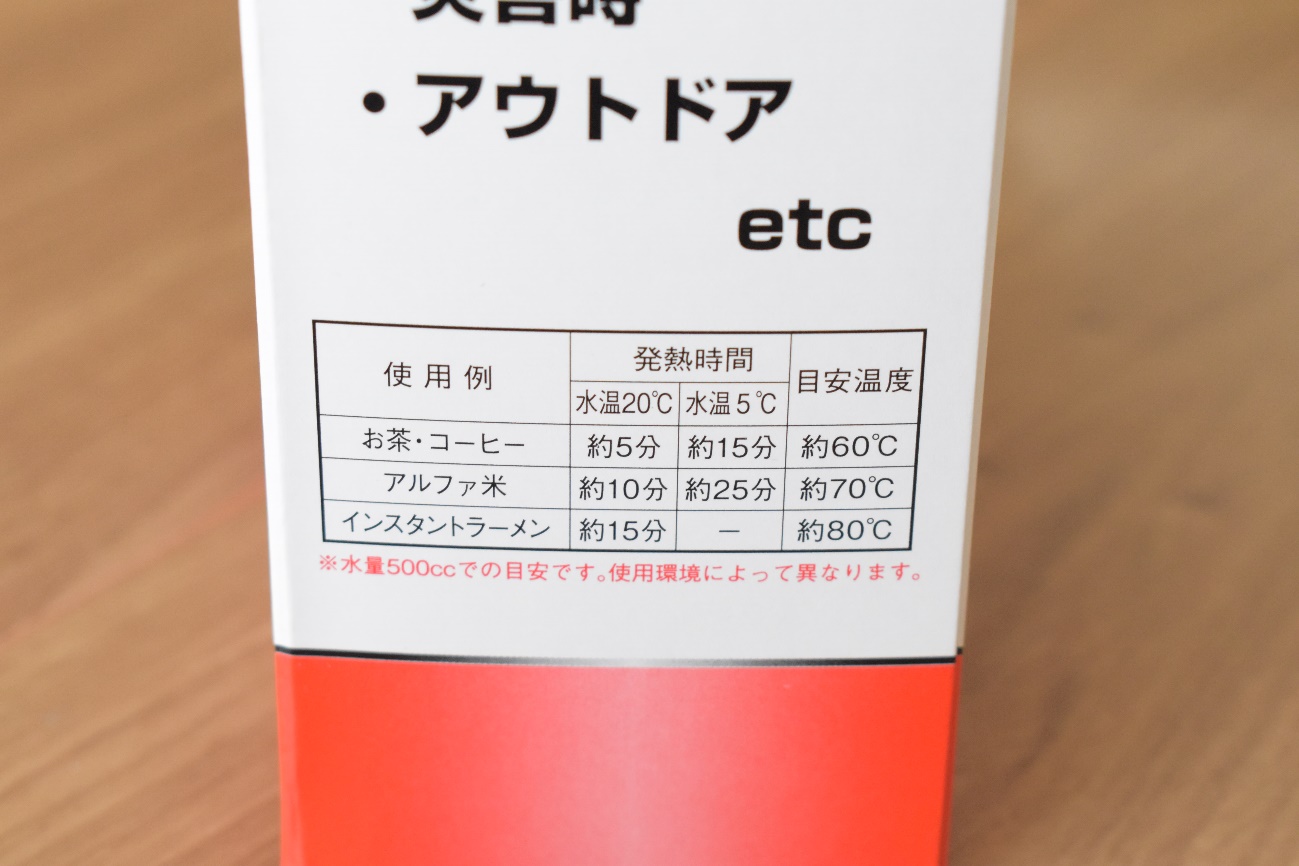 災害時
・アウトドア
etc
使用例 発熱時間 目安温度
水温20℃ 水温5℃
お茶・コーヒー 約5分 約15分 約60℃
アルファ米 約10分 約25分 約70℃
インスタントラーメン 約15分 － 約80℃
※水量500ccでの目安です。使用環境によって異なります。